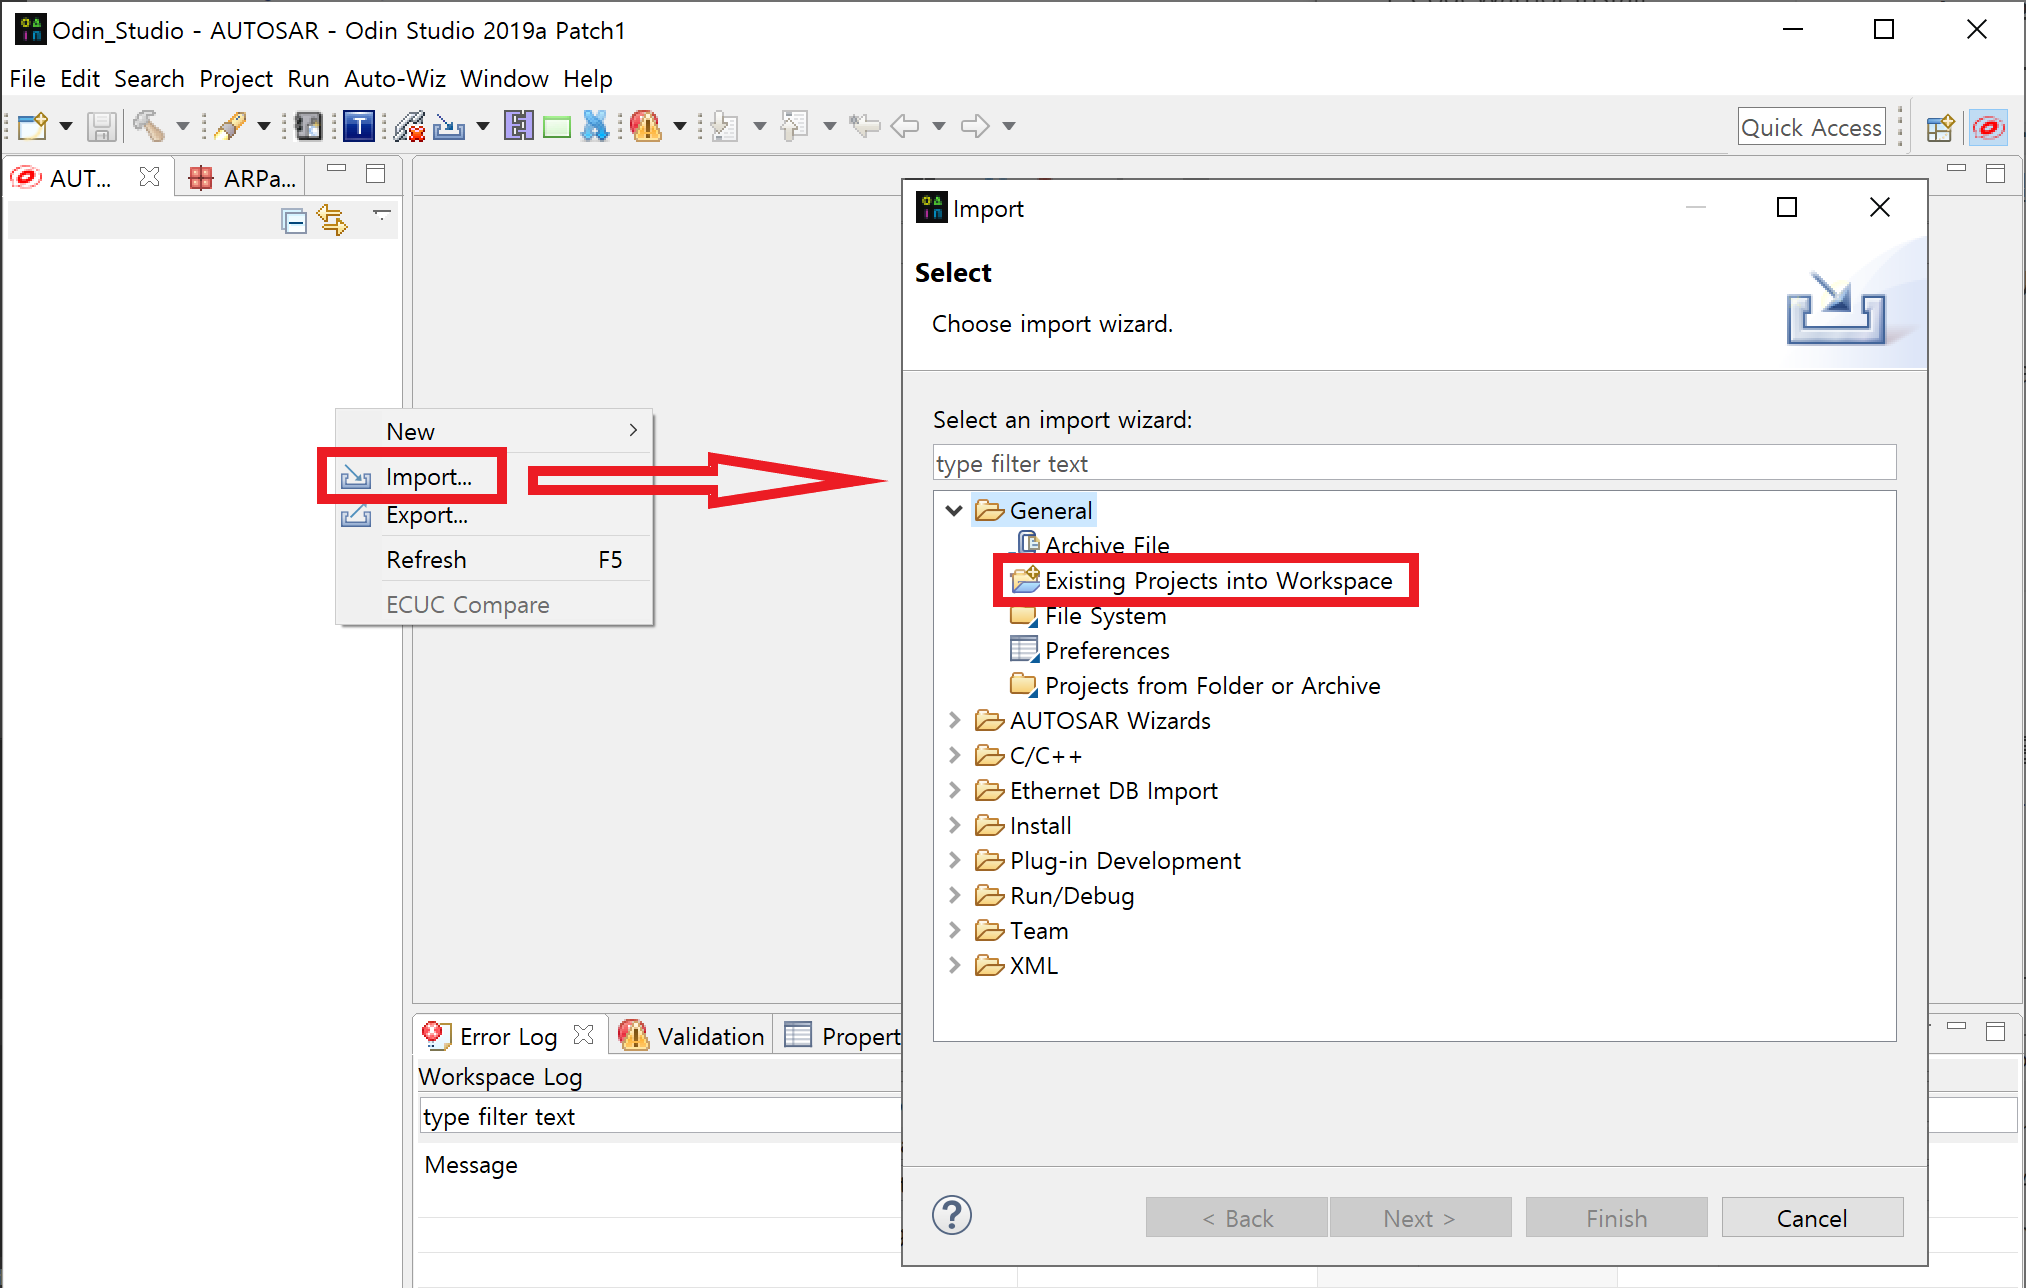 Odin_Studio - AUTOSAR - Odin Studio 2019a Patch1
File Edit Search Project Run Auto-Wiz Window Help
T
Quick Access
AUT...
ARPa...
New
Import...
Export...
Refresh F5
ECUC Compare
Import
Select
Choose import wizard.
Select an import wizard:
type filter text
General
Archive File
Existing Projects into Workspace
File System
Preferences
Projects from Folder or Archive
AUTOSAR Wizards
C/C++
Ethernet DB Import
Install
Plug-in Development
Run/Debug
Team
XML
Error Log
Validation
Propert
Workspace Log
type filter text
Message
?
< Back
Next >
Finish
Cancel